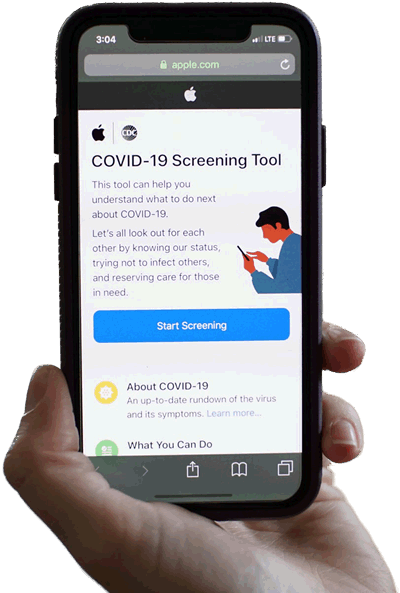 3:04
LTE
apple.com
CDC
COVID-19 Screening Tool
This tool can help you
understand what to do next
about COVID-19.
Let's all look out for each
other by knowing our status,
trying not to infect others,
and reserving care for those
in need.
Start Screening
About COVID-19
An up-to-date rundown of the virus
and its symptoms. Learn more...
What You Can Do